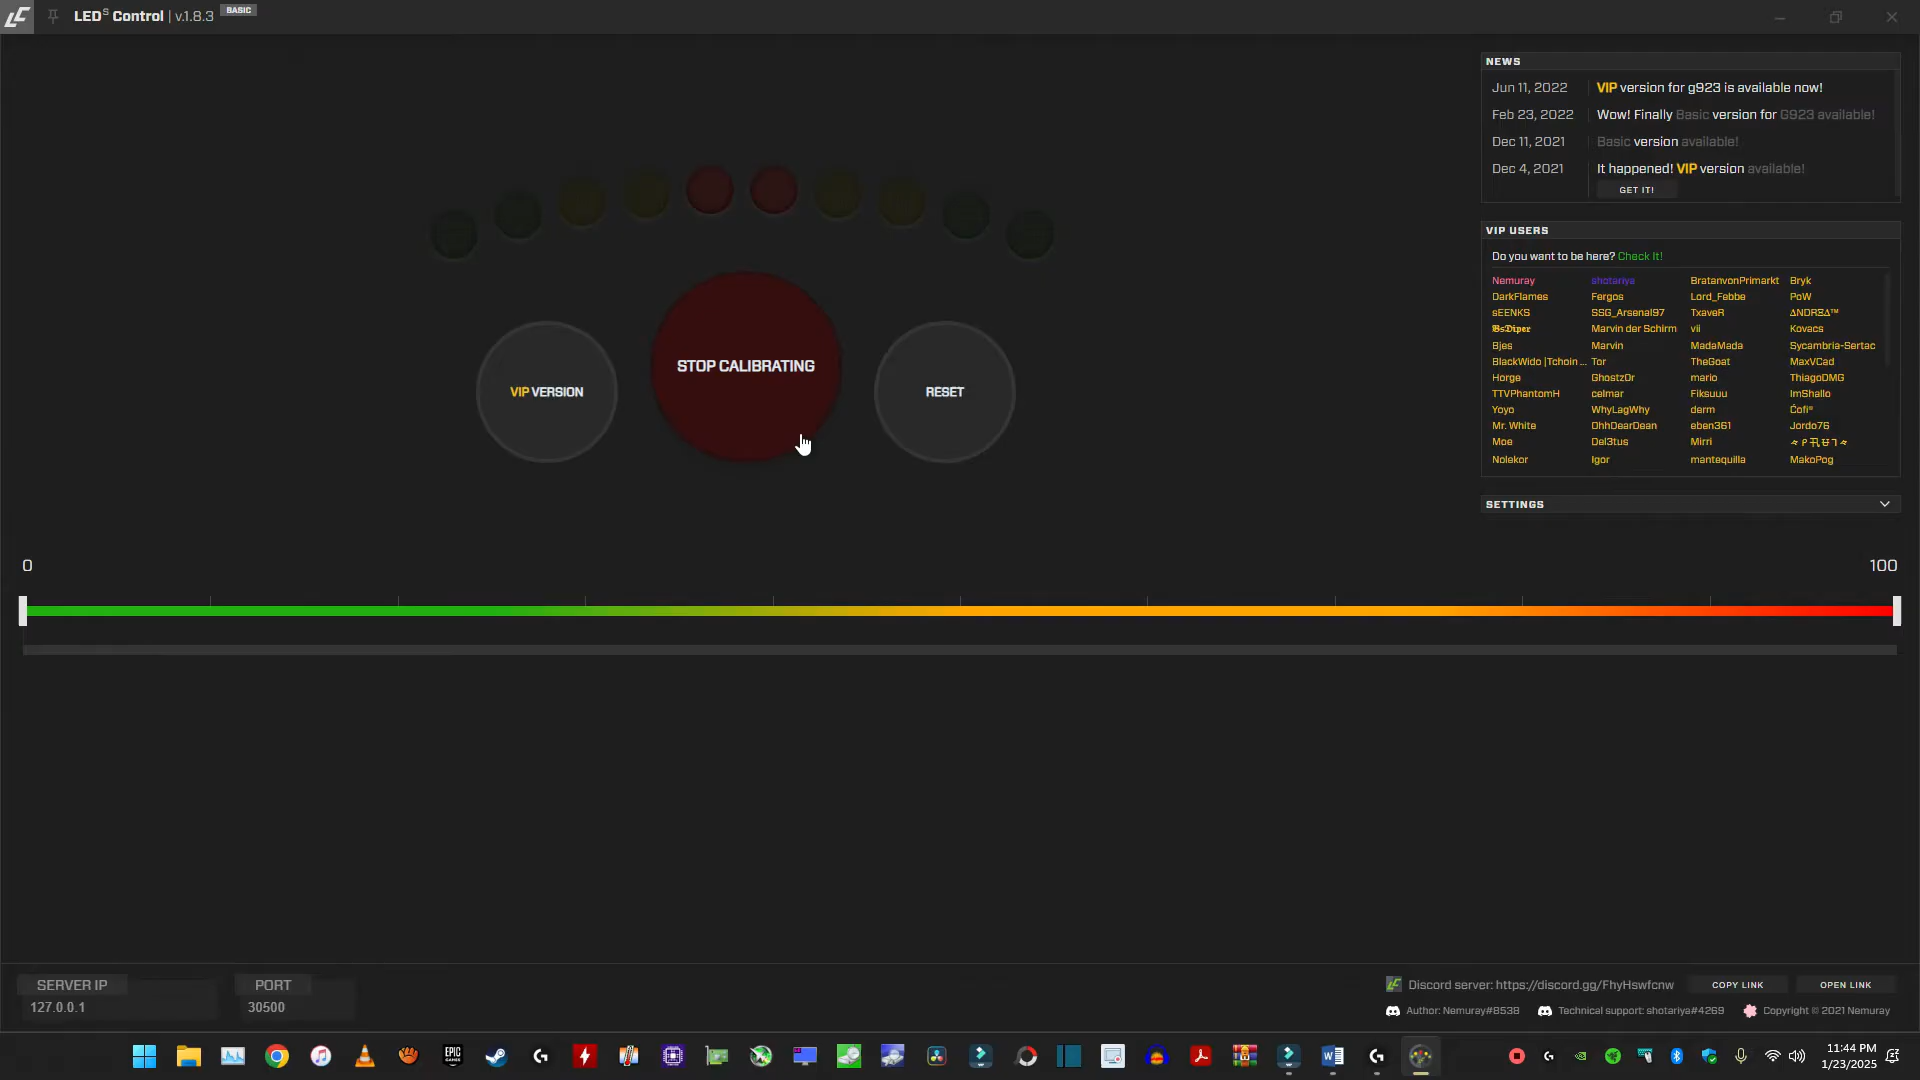 LEDS Control | v.1.8.3 BASIC
NEWS
Jun 11, 2022 VIP version for g923 is available now!
Feb 23, 2022 Wow! Finally Basic version for G923 available!
Dec 11, 2021 Basic version available!
Dec 4, 2021 It happened! VIP version available!
GET IT!
VIP USERS
Do you want to be here? Check It!
Nemuray shotariya BratanvonPrimarkt Bryk
DarkFlames Fergos Lord_Febbe PoW
sEENKS SSG_Arsenal97 TxaveR
Marvin der Schirm vii Kovacs
Bjes Marvin MadaMada Sycambria-Sertac
BlackWido |Tchoin ... Tor TheGoat MaxVCad
Horge GhostzDr mario ThiagoDMG
TTVPhantomH celmar Fiksuuu ImShallo
Yoyo WhyLagWhy derm Ćofi*
Mr. White OhhDearDean eben361 Jordo76
Moe Del3tus Mirri
Nolekor Igor mantequilla MakoPog
SETTINGS
VIP VERSION
STOP CALIBRATING
RESET
0 100
SERVER IP PORT
127.0.0.1 30500
Discord server: https://discord.gg/FhyHswfcnw COPY LINK OPEN LINK
Author: Nemuray#8538 Technical support: shotariya#4269 Copyright © 2021 Nemuray
EPIC GAMES
11:44 PM
1/23/2025